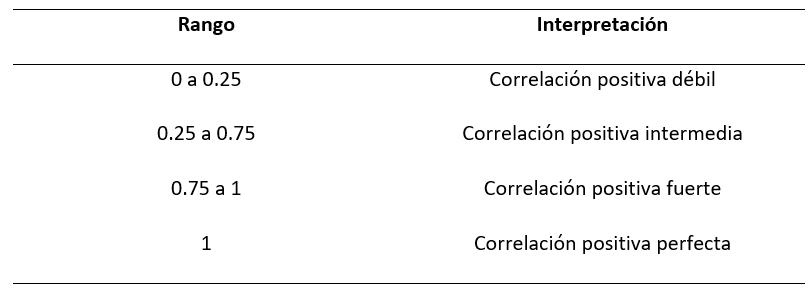 Rango Interpretación
0 a 0.25 Correlación positiva débil
0.25 a 0.75 Correlación positiva intermedia
0.75 a 1 Correlación positiva fuerte
1 Correlación positiva perfecta